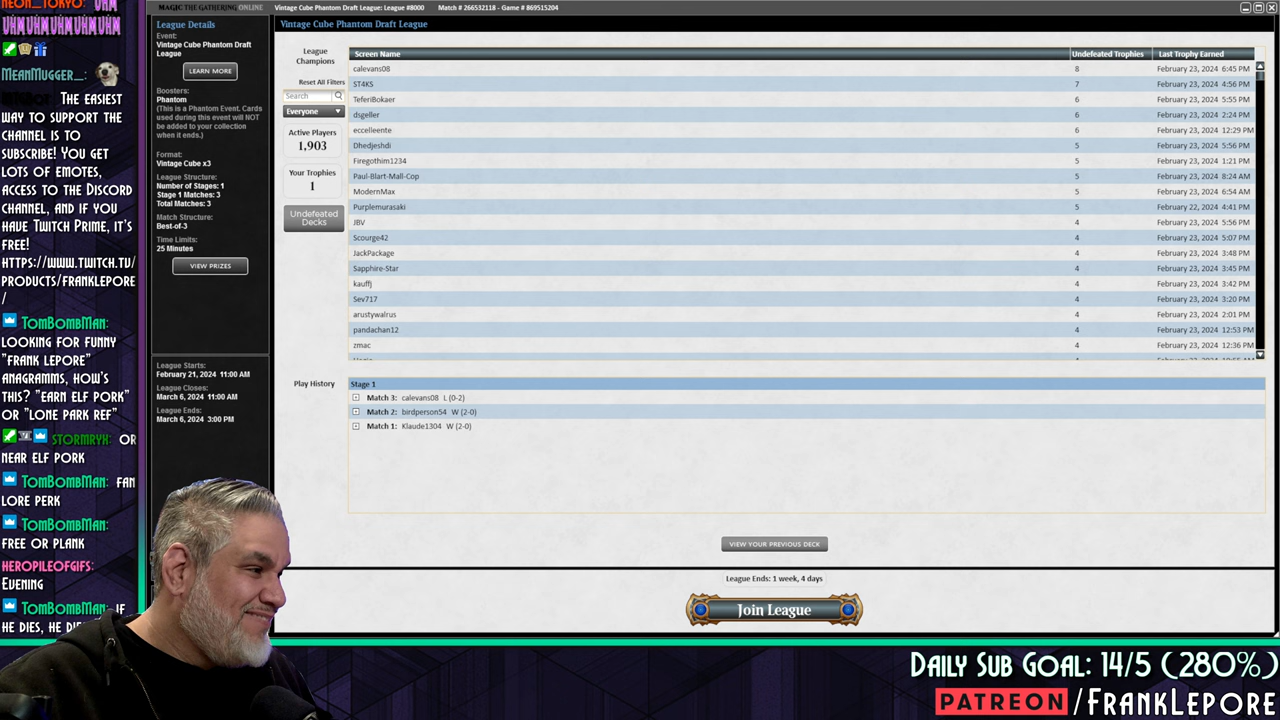 NEON_TOKYO: UHM
UHMUHMUHMUHMUHM
MEANMUGGER_:
THE EASIEST
WAY TO SUPPORT THE
CHANNEL IS TO
SUBSCRIBE! YOU GET
LOTS OF EMOTES,
ACCESS TO THE DISCORD
CHANNEL, AND IF YOU
HAVE TWITCH PRIME, IT'S
FREE!
HTTPS://WWW.TWITCH.TV/
PRODUCTS/FRANKLEPORE
/
TOMBOMBMAN:
LOOKING FOR FUNNY
"FRANK LEPORE"
ANAGRAMMS, HOW'S
THIS? "EARN ELF PORK"
OR "LONE PARK REF"
STORMRYK: OR
NEAR ELF PORK
TOMBOMBMAN: FAN
LORE PERK
TOMBOMBMAN:
FREE OR PLANK
HEROPILEOFGIFS:
EVENING
TOMBOMBMAN: IF
HE DIES, HE DIE
MAGIC THE GATHERING ONLINE
Vintage Cube Phantom Draft League: League #8000
Match # 266532118 - Game # 869515204
League Details
Event:
Vintage Cube Phantom Draft
League
LEARN MORE
Boosters:
Phantom
(This is a Phantom Event. Cards
used during this event will NOT
be added to your collection
when it ends.)
Format:
Vintage Cube x3
League Structure:
Number of Stages: 1
Stage 1 Matches: 3
Total Matches: 3
Match Structure:
Best-of-3
Time Limits:
25 Minutes
VIEW PRIZES
League Starts:
February 21, 2024 11:00 AM
League Closes:
March 6, 2024 11:00 AM
League Ends:
March 6, 2024 3:00 PM
Vintage Cube Phantom Draft League
League
Champions
Reset All Filters
Search
Everyone
Active Players
1,903
Your Trophies
1
Undefeated
Decks
Screen Name Undefeated Trophies Last Trophy Earned
calevans08 8 February 23, 2024 6:45 PM
ST4KS 7 February 23, 2024 4:56 PM
TeferiBokaer 6 February 23, 2024 5:55 PM
dsgeller 6 February 23, 2024 2:24 PM
eccelleente 6 February 23, 2024 12:29 PM
Dhedjeshdi 5 February 23, 2024 5:56 PM
Firegothim1234 5 February 23, 2024 1:21 PM
Paul-Blart-Mall-Cop 5 February 23, 2024 8:24 AM
ModernMax 5 February 23, 2024 6:54 AM
Purplemurasaki 5 February 22, 2024 4:41 PM
JBV 4 February 23, 2024 5:56 PM
Scourge42 4 February 23, 2024 5:07 PM
JackPackage 4 February 23, 2024 3:48 PM
Sapphire-Star 4 February 23, 2024 3:45 PM
kauffj 4 February 23, 2024 3:42 PM
Sev717 4 February 23, 2024 3:20 PM
arustywalrus 4 February 23, 2024 2:01 PM
pandachan12 4 February 23, 2024 12:53 PM
zmac 4 February 23, 2024 12:36 PM
Play History
Stage 1
Match 3: calevans08 L (0-2)
Match 2: birdperson54 W (2-0)
Match 1: Klaude1304 W (2-0)
VIEW YOUR PREVIOUS DECK
League Ends: 1 week, 4 days
Join League
DAILY SUB GOAL: 14/5 (280%)
PATREON/FRANKLEPORE